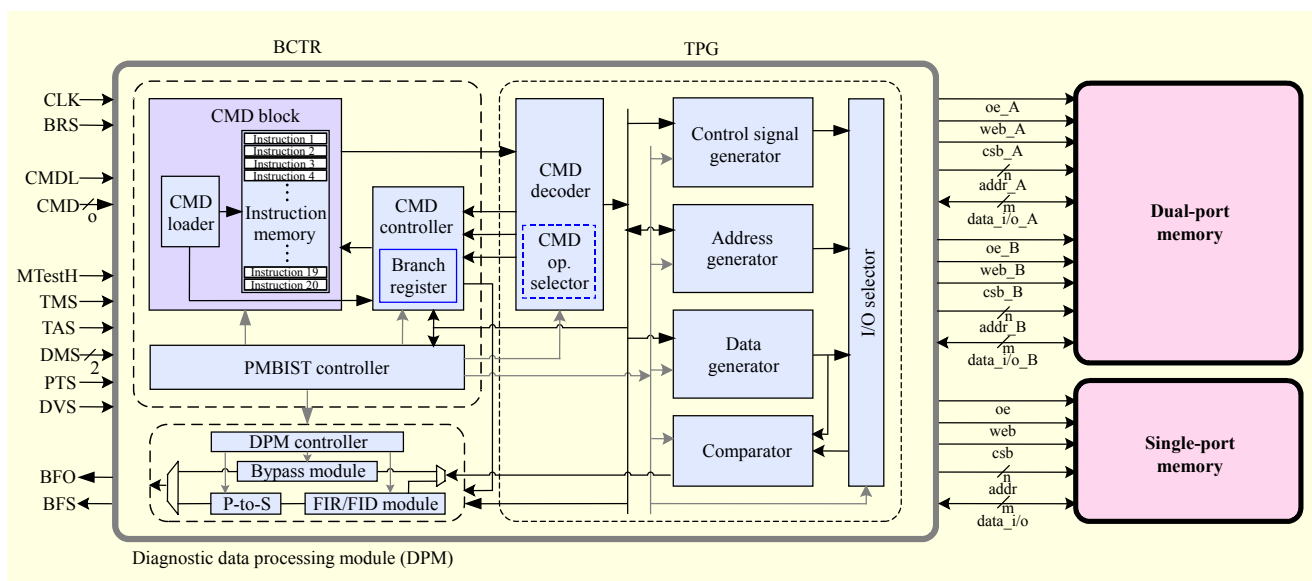 BCTR
TPG
CLK
BRS
CMDL
CMD
o
MTestH
TMS
TAS
DMS
2
PTS
DVS
BFO
BFS
CMD block
Instruction 1
Instruction 2
Instruction 3
Instruction 4
Instruction
memory
Instruction 19
Instruction 20
CMD
loader
CMD
controller
Branch
register
PMBIST controller
DPM controller
Bypass module
P-to-S
FIR/FID module
CMD
decoder
CMD
op.
selector
Control signal
generator
Address
generator
Data
generator
Comparator
I/O selector
oe_A
web_A
csb_A
n
addr_A
m
data_i/o_A
oe_B
web_B
csb_B
n
addr_B
m
data_i/o_B
oe
web
csb
n
addr
m
data_i/o
Dual-port
memory
Single-port
memory
Diagnostic data processing module (DPM)